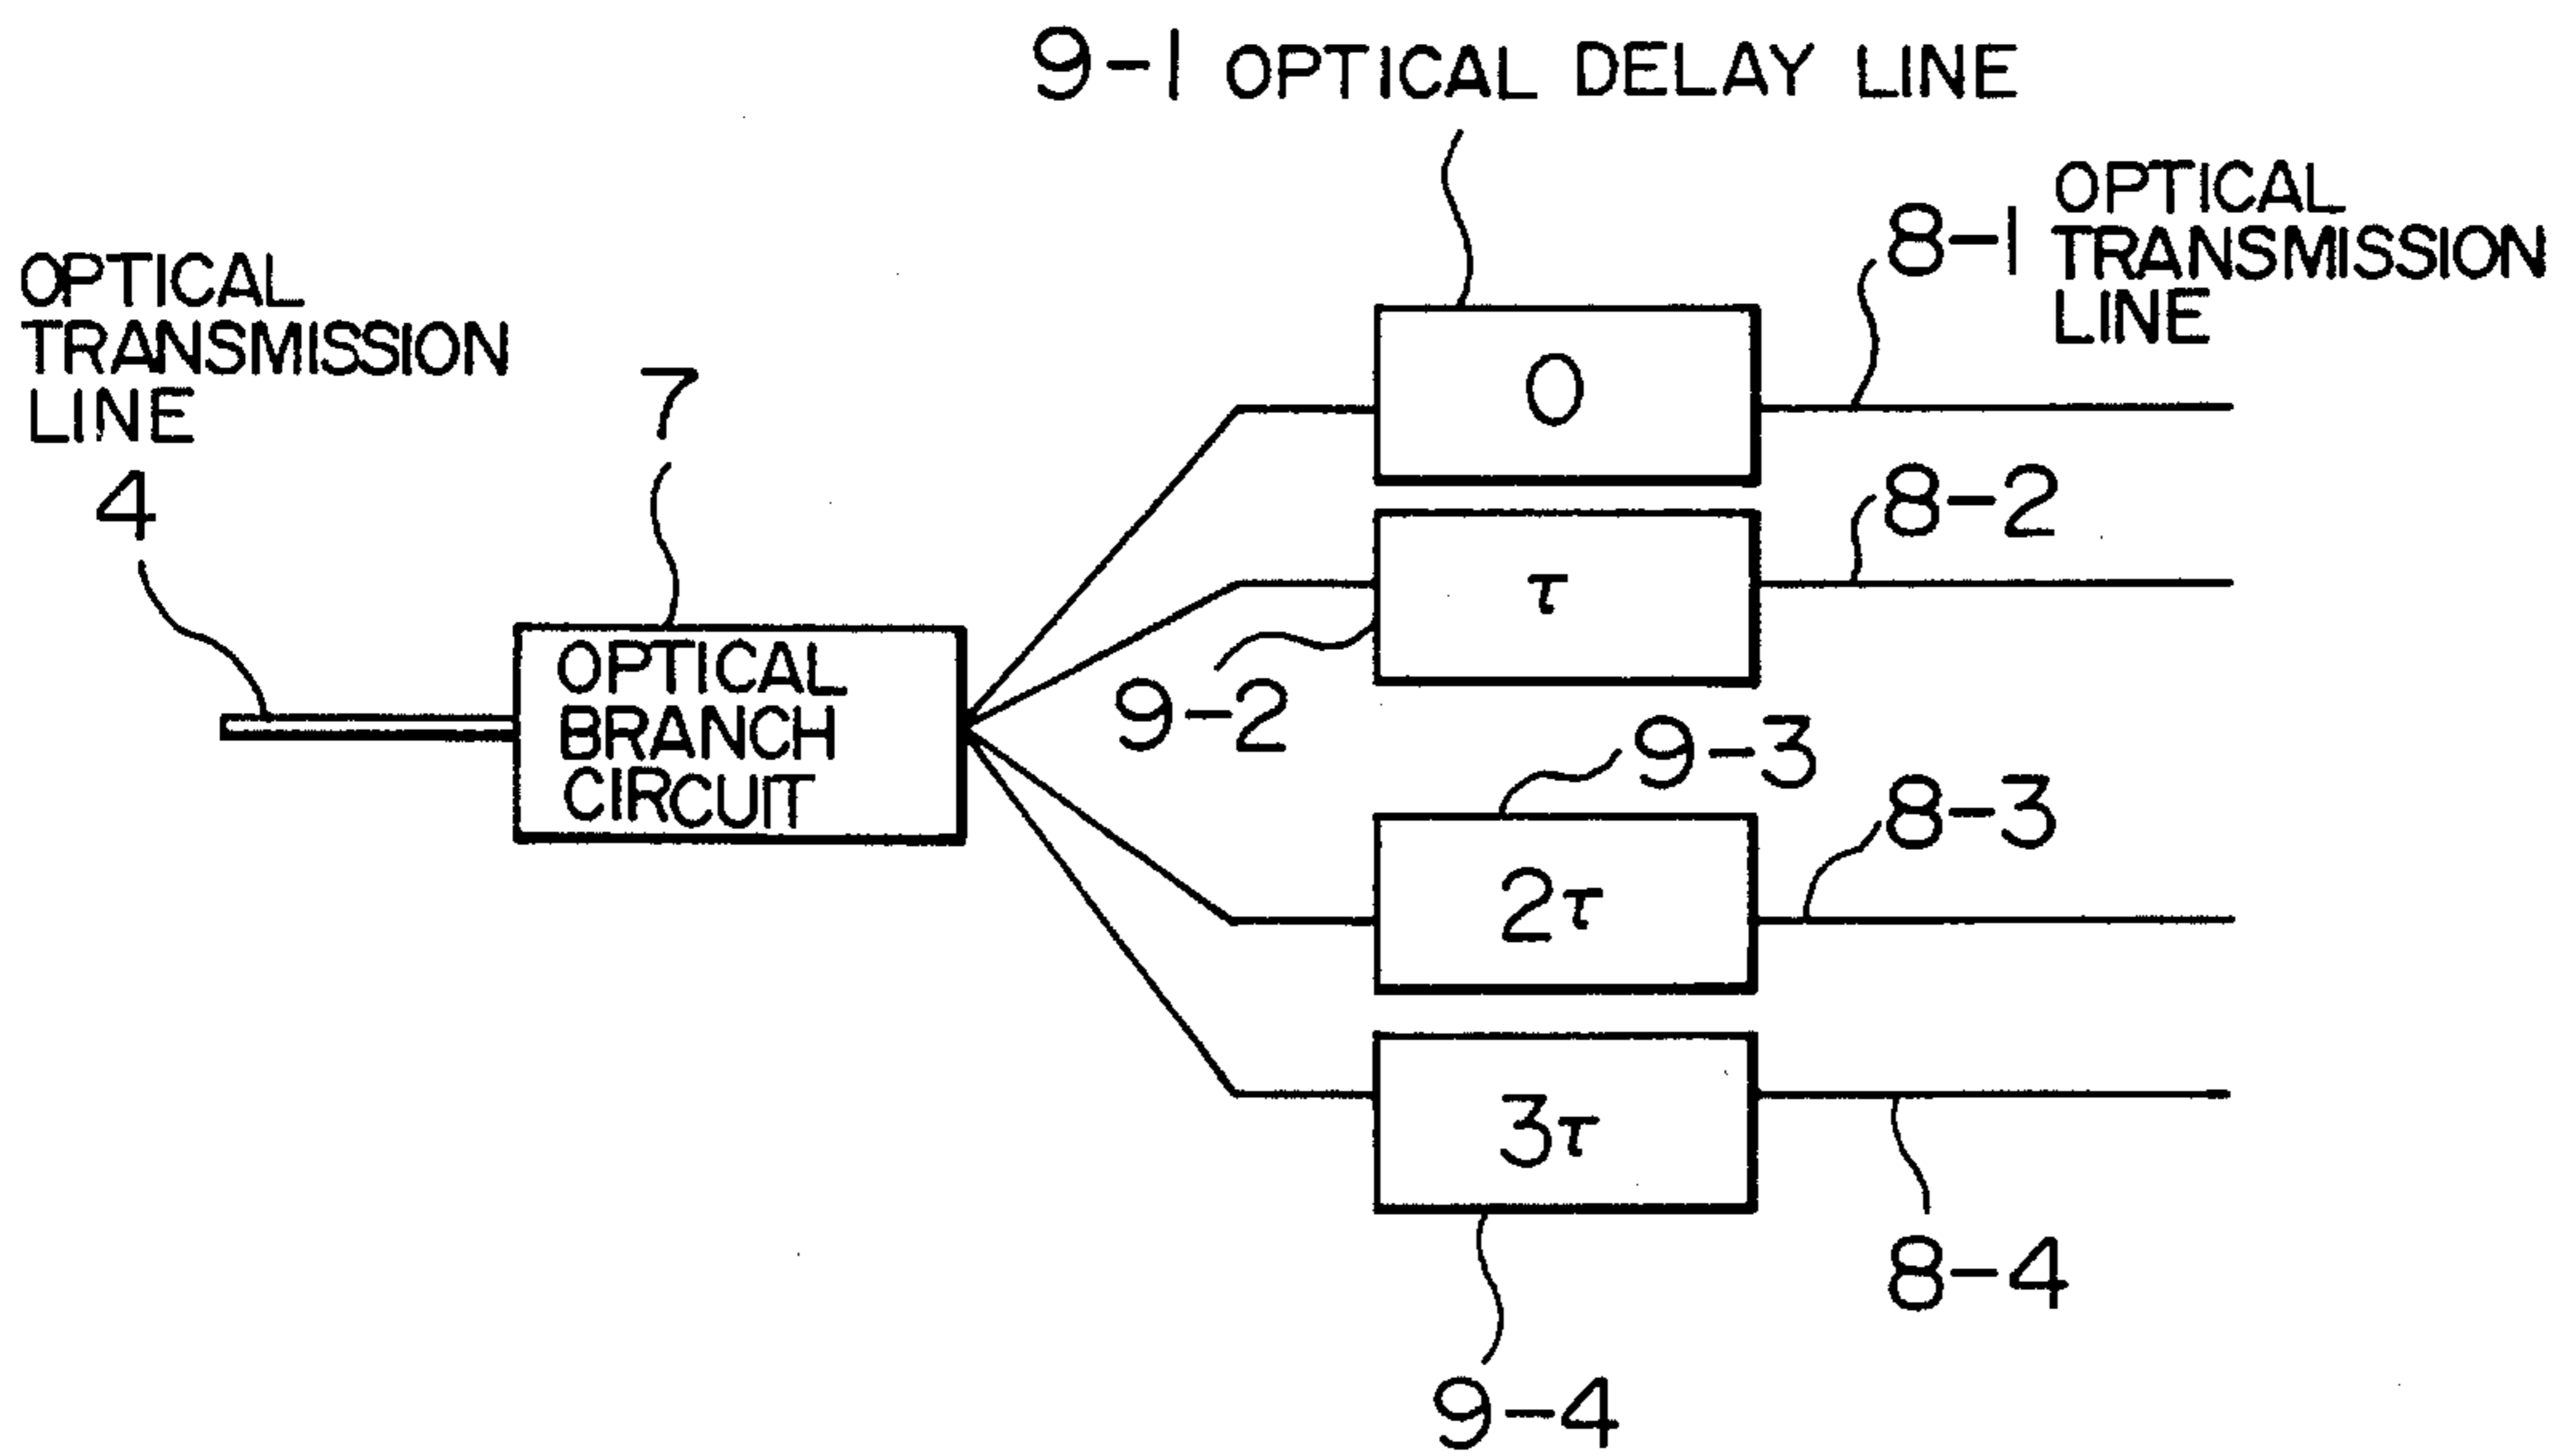 9-1 OPTICAL DELAY LINE
OPTICAL
TRANSMISSION
LINE
8-1
OPTICAL
TRANSMISSION
LINE
4
7
0
8-2
τ
OPTICAL
BRANCH
CIRCUIT
9-2
9-3
8-3
2τ
3τ
8-4
9-4